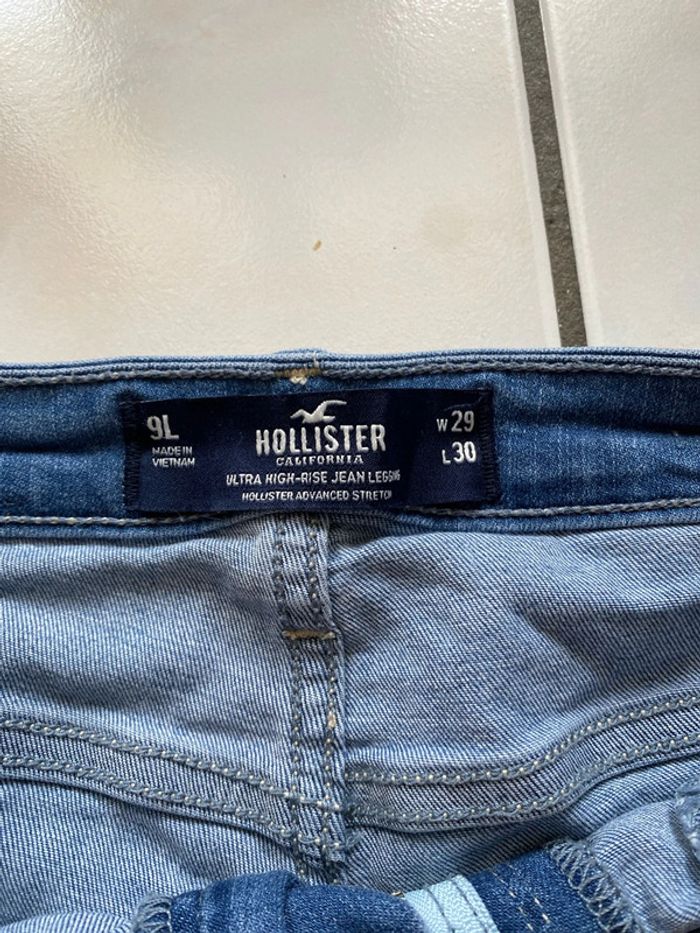 9L
MADE IN
VIETNAM
HOLLISTER
CALIFORNIA
ULTRA HIGH-RISE JEAN LEGGING
HOLLISTER ADVANCED STRETCH
W 29
L 30